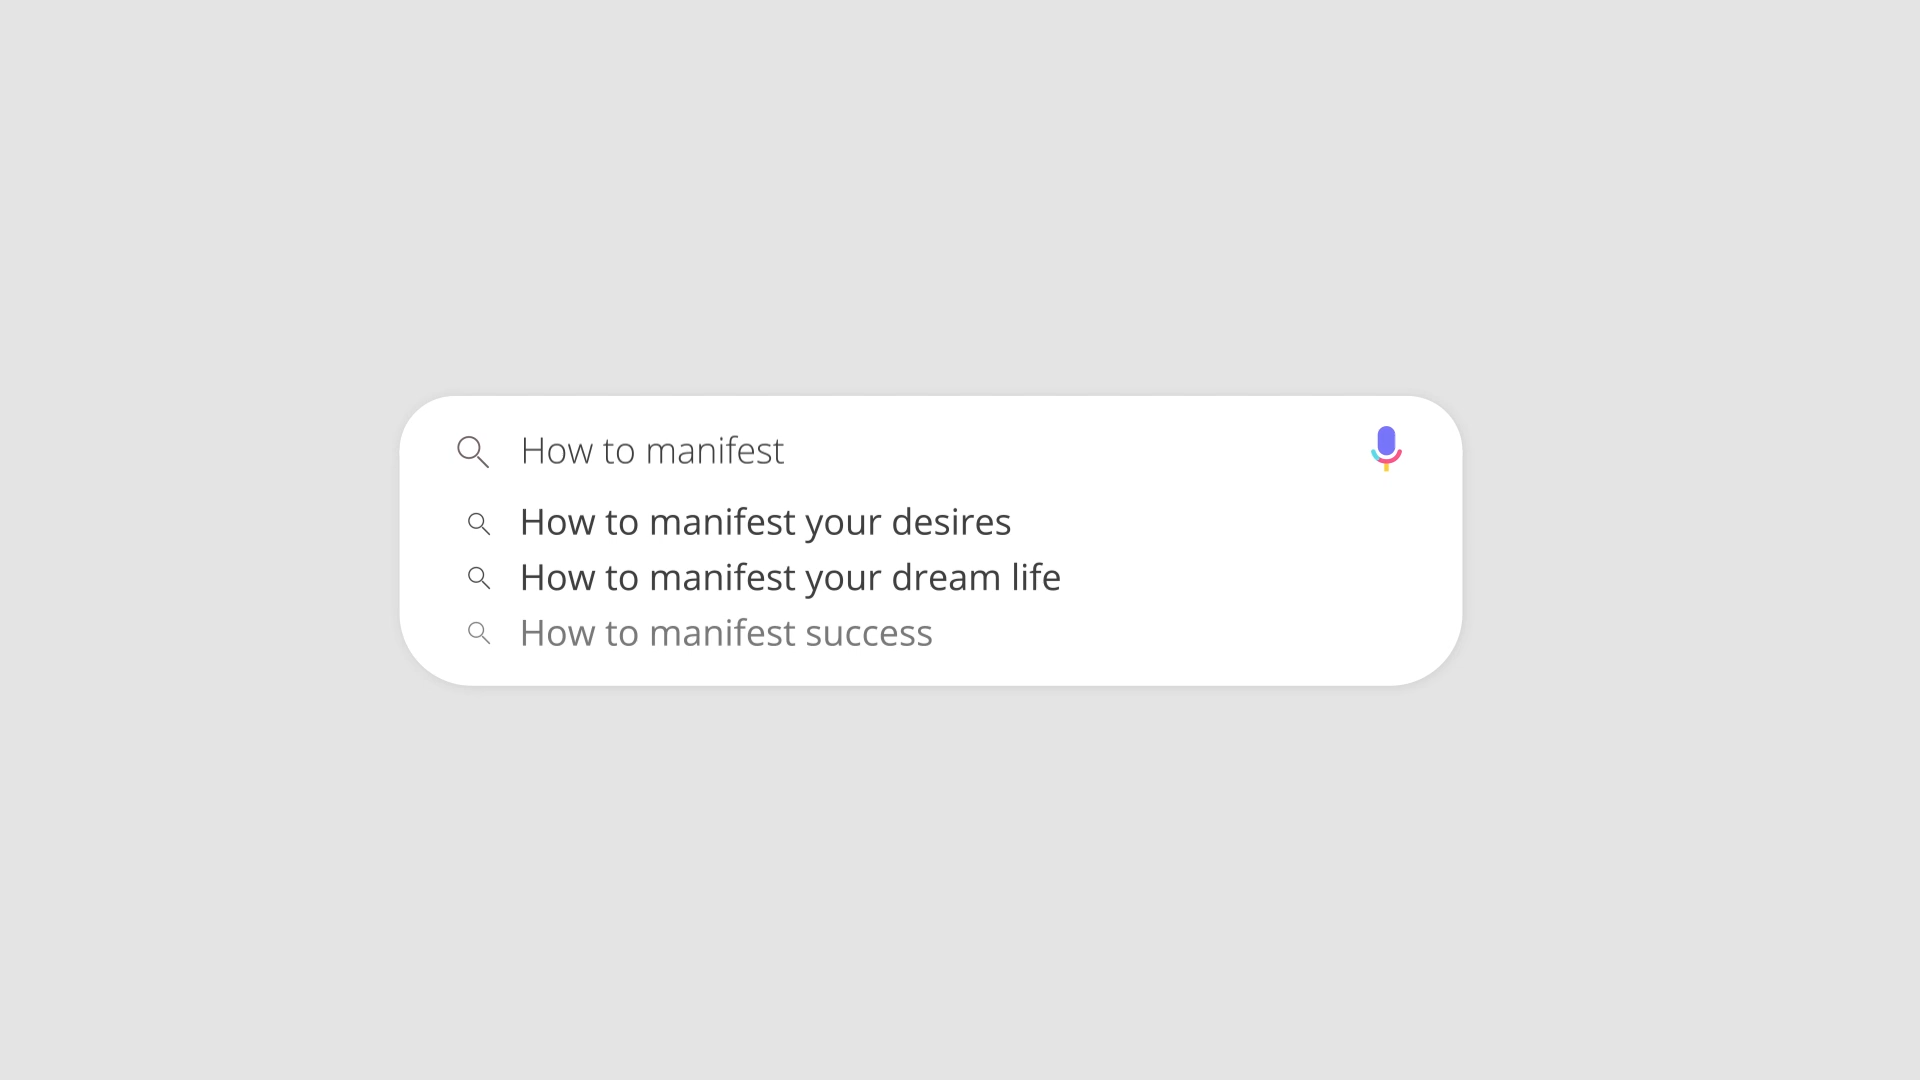 How to manifest
How to manifest your desires
How to manifest your dream life
How to manifest success